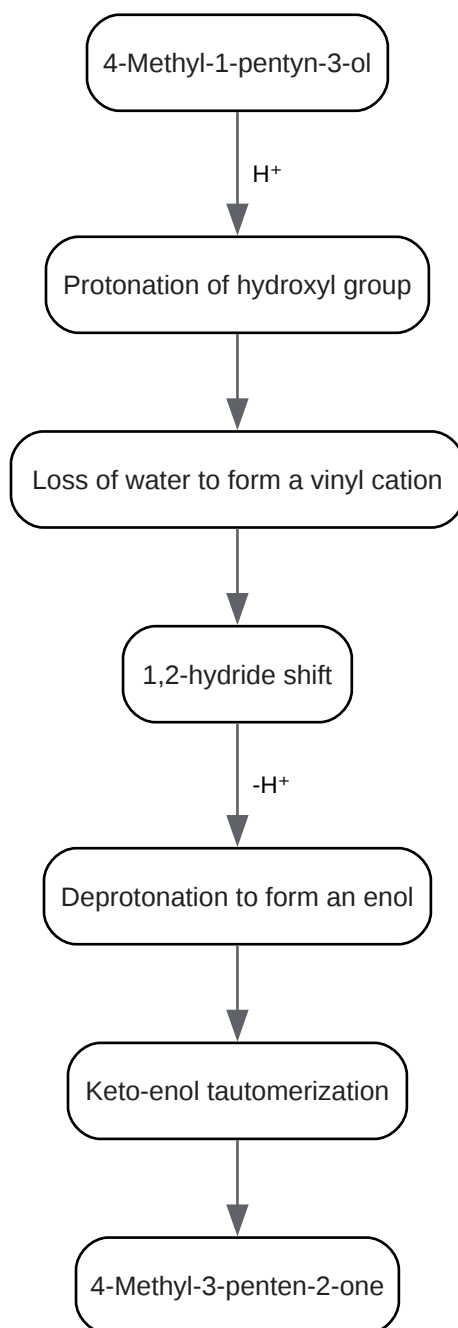 4-Methyl-1-pentyn-3-ol
H⁺
Protonation of hydroxyl group
Loss of water to form a vinyl cation
1,2-hydride shift
-H⁺
Deprotonation to form an enol
Keto-enol tautomerization
4-Methyl-3-penten-2-one